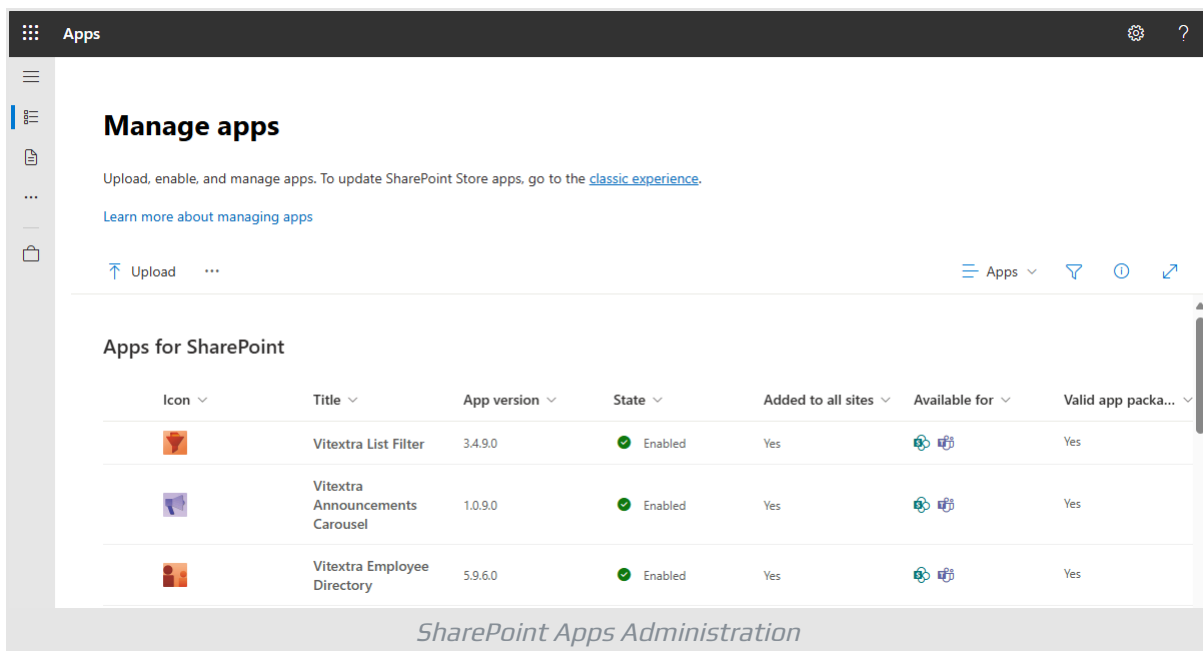 Apps
?
Manage apps
Upload, enable, and manage apps. To update SharePoint Store apps, go to the classic experience.
Learn more about managing apps
Upload ···
Apps
Apps for SharePoint
Icon Title App version State Added to all sites Available for Valid app packa...
Vitextra List Filter 3.4.9.0 Enabled Yes Yes
Vitextra
Announcements
Carousel
1.0.9.0 Enabled Yes Yes
Vitextra Employee
Directory
5.9.6.0 Enabled Yes Yes
SharePoint Apps Administration